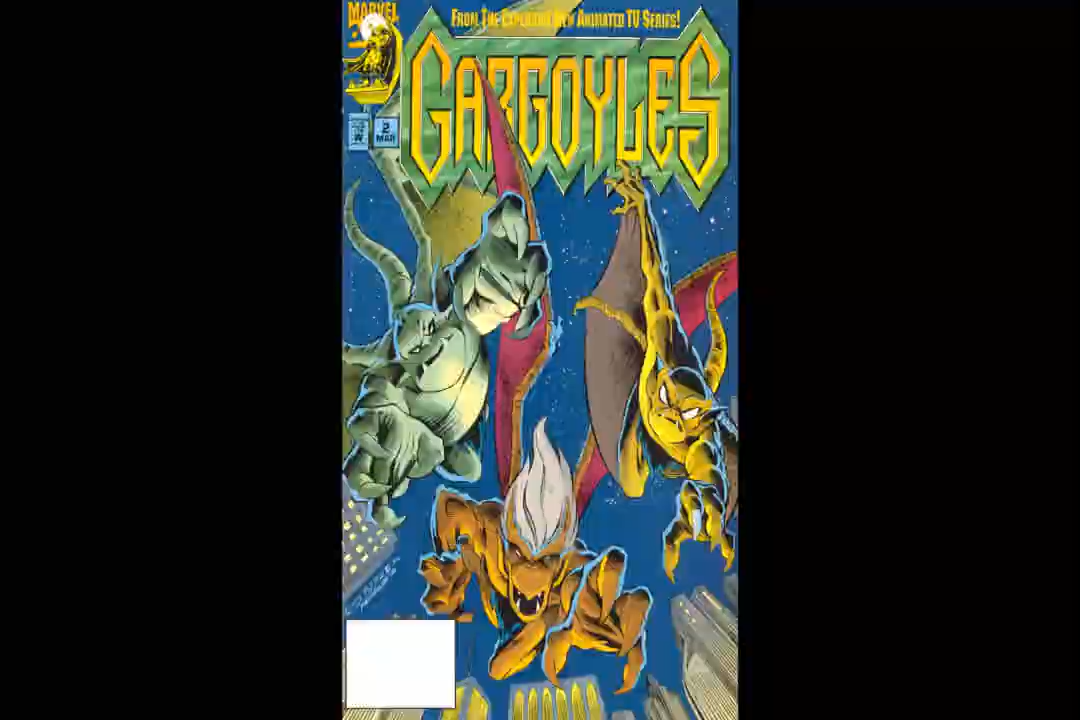 MARVEL
FROM THE EXPLOSIVE NEW ANIMATED TV SERIES!
GARGOYLES
2
MAR